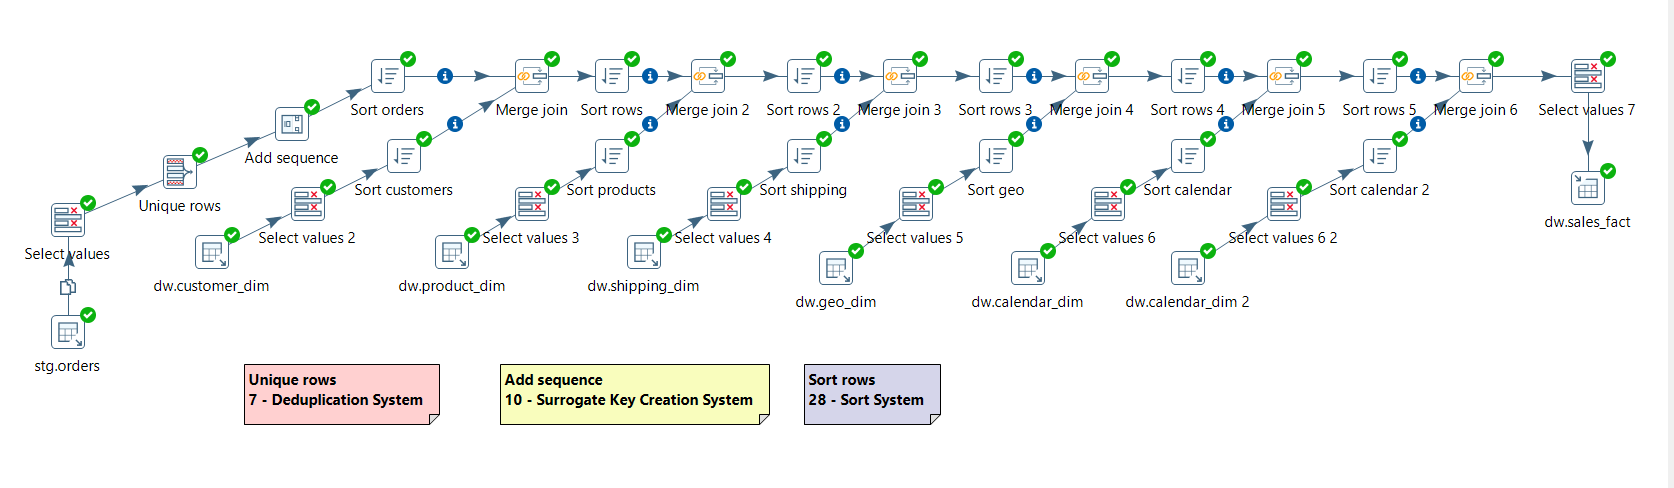 Sort orders
Merge join
Sort rows
Merge join 2
Sort rows 2
Merge join 3
Sort rows 3
Merge join 4
Sort rows 4
Merge join 5
Sort rows 5
Merge join 6
Select values 7
Add sequence
Sort customers
Sort products
Sort shipping
Sort geo
Sort calendar
Sort calendar 2
Unique rows
dw.sales_fact
Select values
Select values 2
Select values 3
Select values 4
Select values 5
Select values 6
Select values 6 2
dw.customer_dim
dw.product_dim
dw.shipping_dim
dw.geo_dim
dw.calendar_dim
dw.calendar_dim 2
stg.orders
Unique rows
7 - Deduplication System
Add sequence
10 - Surrogate Key Creation System
Sort rows
28 - Sort System